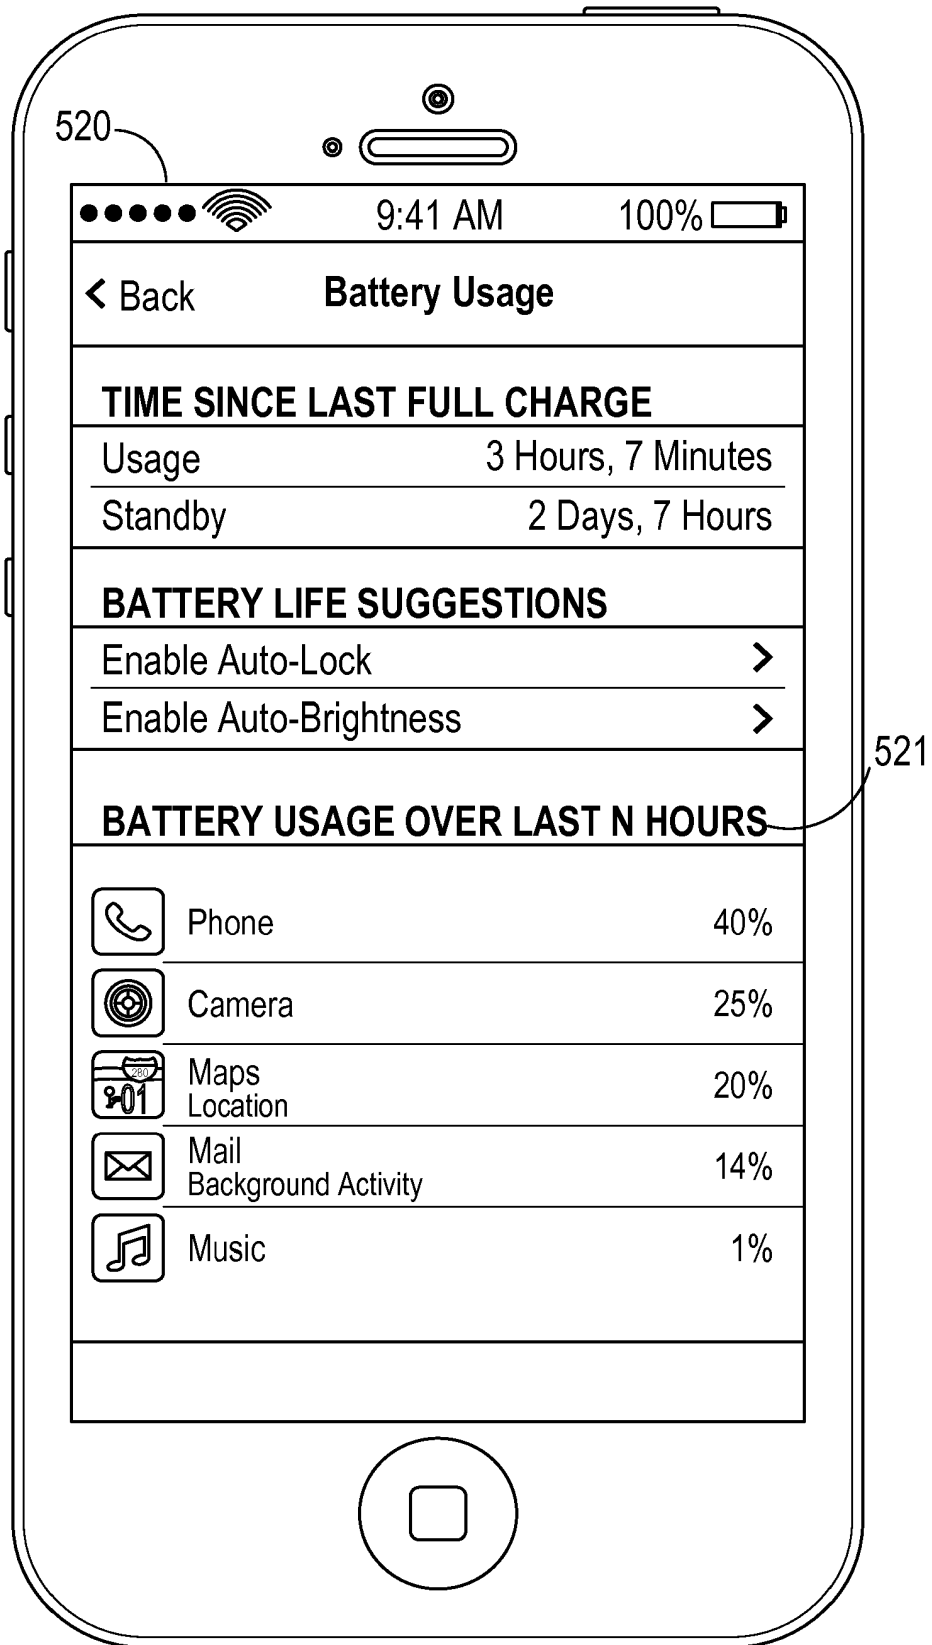 520
9:41 AM 100%
< Back Battery Usage
TIME SINCE LAST FULL CHARGE
Usage 3 Hours, 7 Minutes
Standby 2 Days, 7 Hours
BATTERY LIFE SUGGESTIONS
Enable Auto-Lock >
Enable Auto-Brightness >
521
BATTERY USAGE OVER LAST N HOURS
Phone 40%
Camera 25%
280
01
Maps 20%
Location
Mail 14%
Background Activity
Music 1%